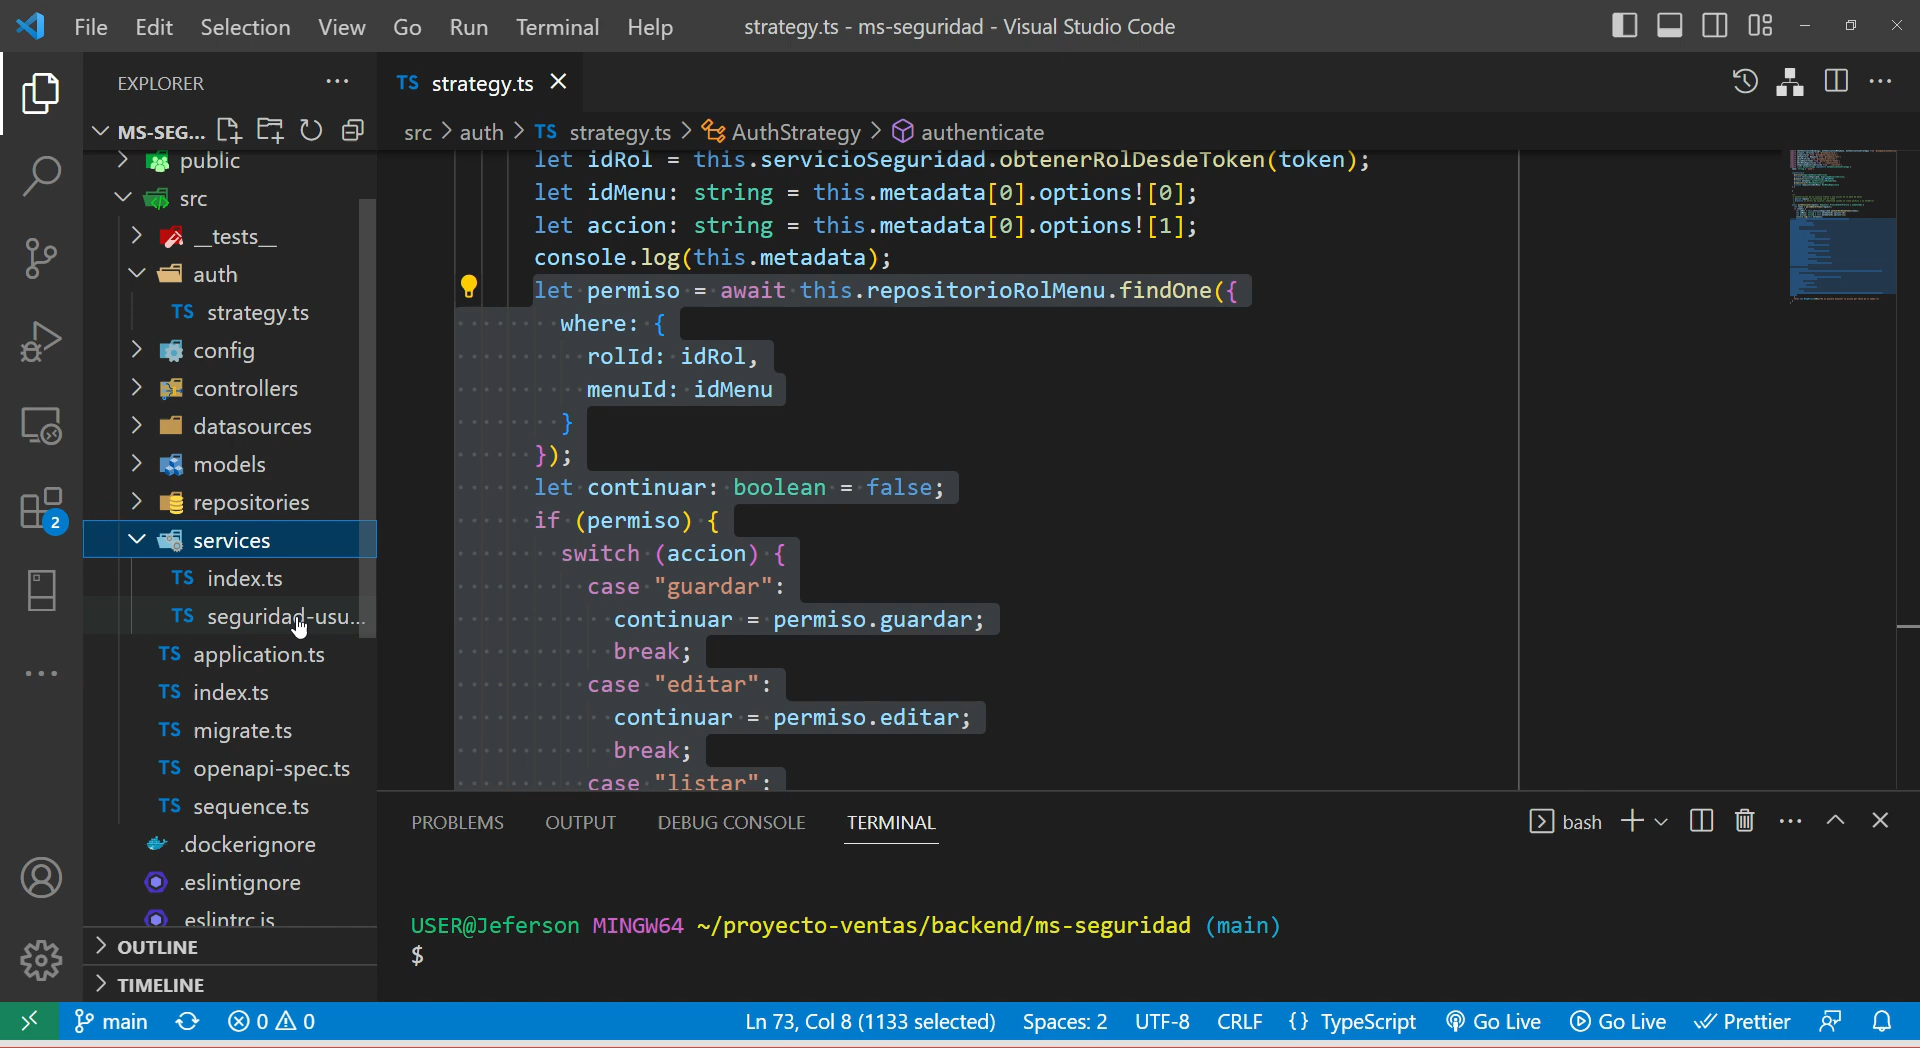 File Edit Selection View Go Run Terminal Help strategy.ts - ms-seguridad - Visual Studio Code
EXPLORER
TS strategy.ts
MS-SEG...
src > auth > TS strategy.ts > AuthStrategy > authenticate
public
src
__tests__
auth
TS strategy.ts
config
controllers
datasources
models
repositories
services
TS index.ts
TS seguridad-usu...
TS application.ts
TS index.ts
TS migrate.ts
TS openapi-spec.ts
TS sequence.ts
.dockerignore
.eslintignore
.eslintrc.js
OUTLINE
TIMELINE
2
let idRol = this.servicioSeguridad.obtenerRolDesdeToken(token);
let idMenu: string = this.metadata[0].options![0];
let accion: string = this.metadata[0].options![1];
console.log(this.metadata);
let permiso = await this.repositorioRolMenu.findOne({
where: {
rolId: idRol,
menuId: idMenu
}
});
let continuar: boolean = false;
if (permiso) {
switch (accion) {
case "guardar":
continuar = permiso.guardar;
break;
case "editar":
continuar = permiso.editar;
break;
case "listar":
PROBLEMS OUTPUT DEBUG CONSOLE TERMINAL
bash
USER@Jeferson MINGW64 ~/proyecto-ventas/backend/ms-seguridad (main)
$
main 0 0 Ln 73, Col 8 (1133 selected) Spaces: 2 UTF-8 CRLF {} TypeScript Go Live Go Live Prettier